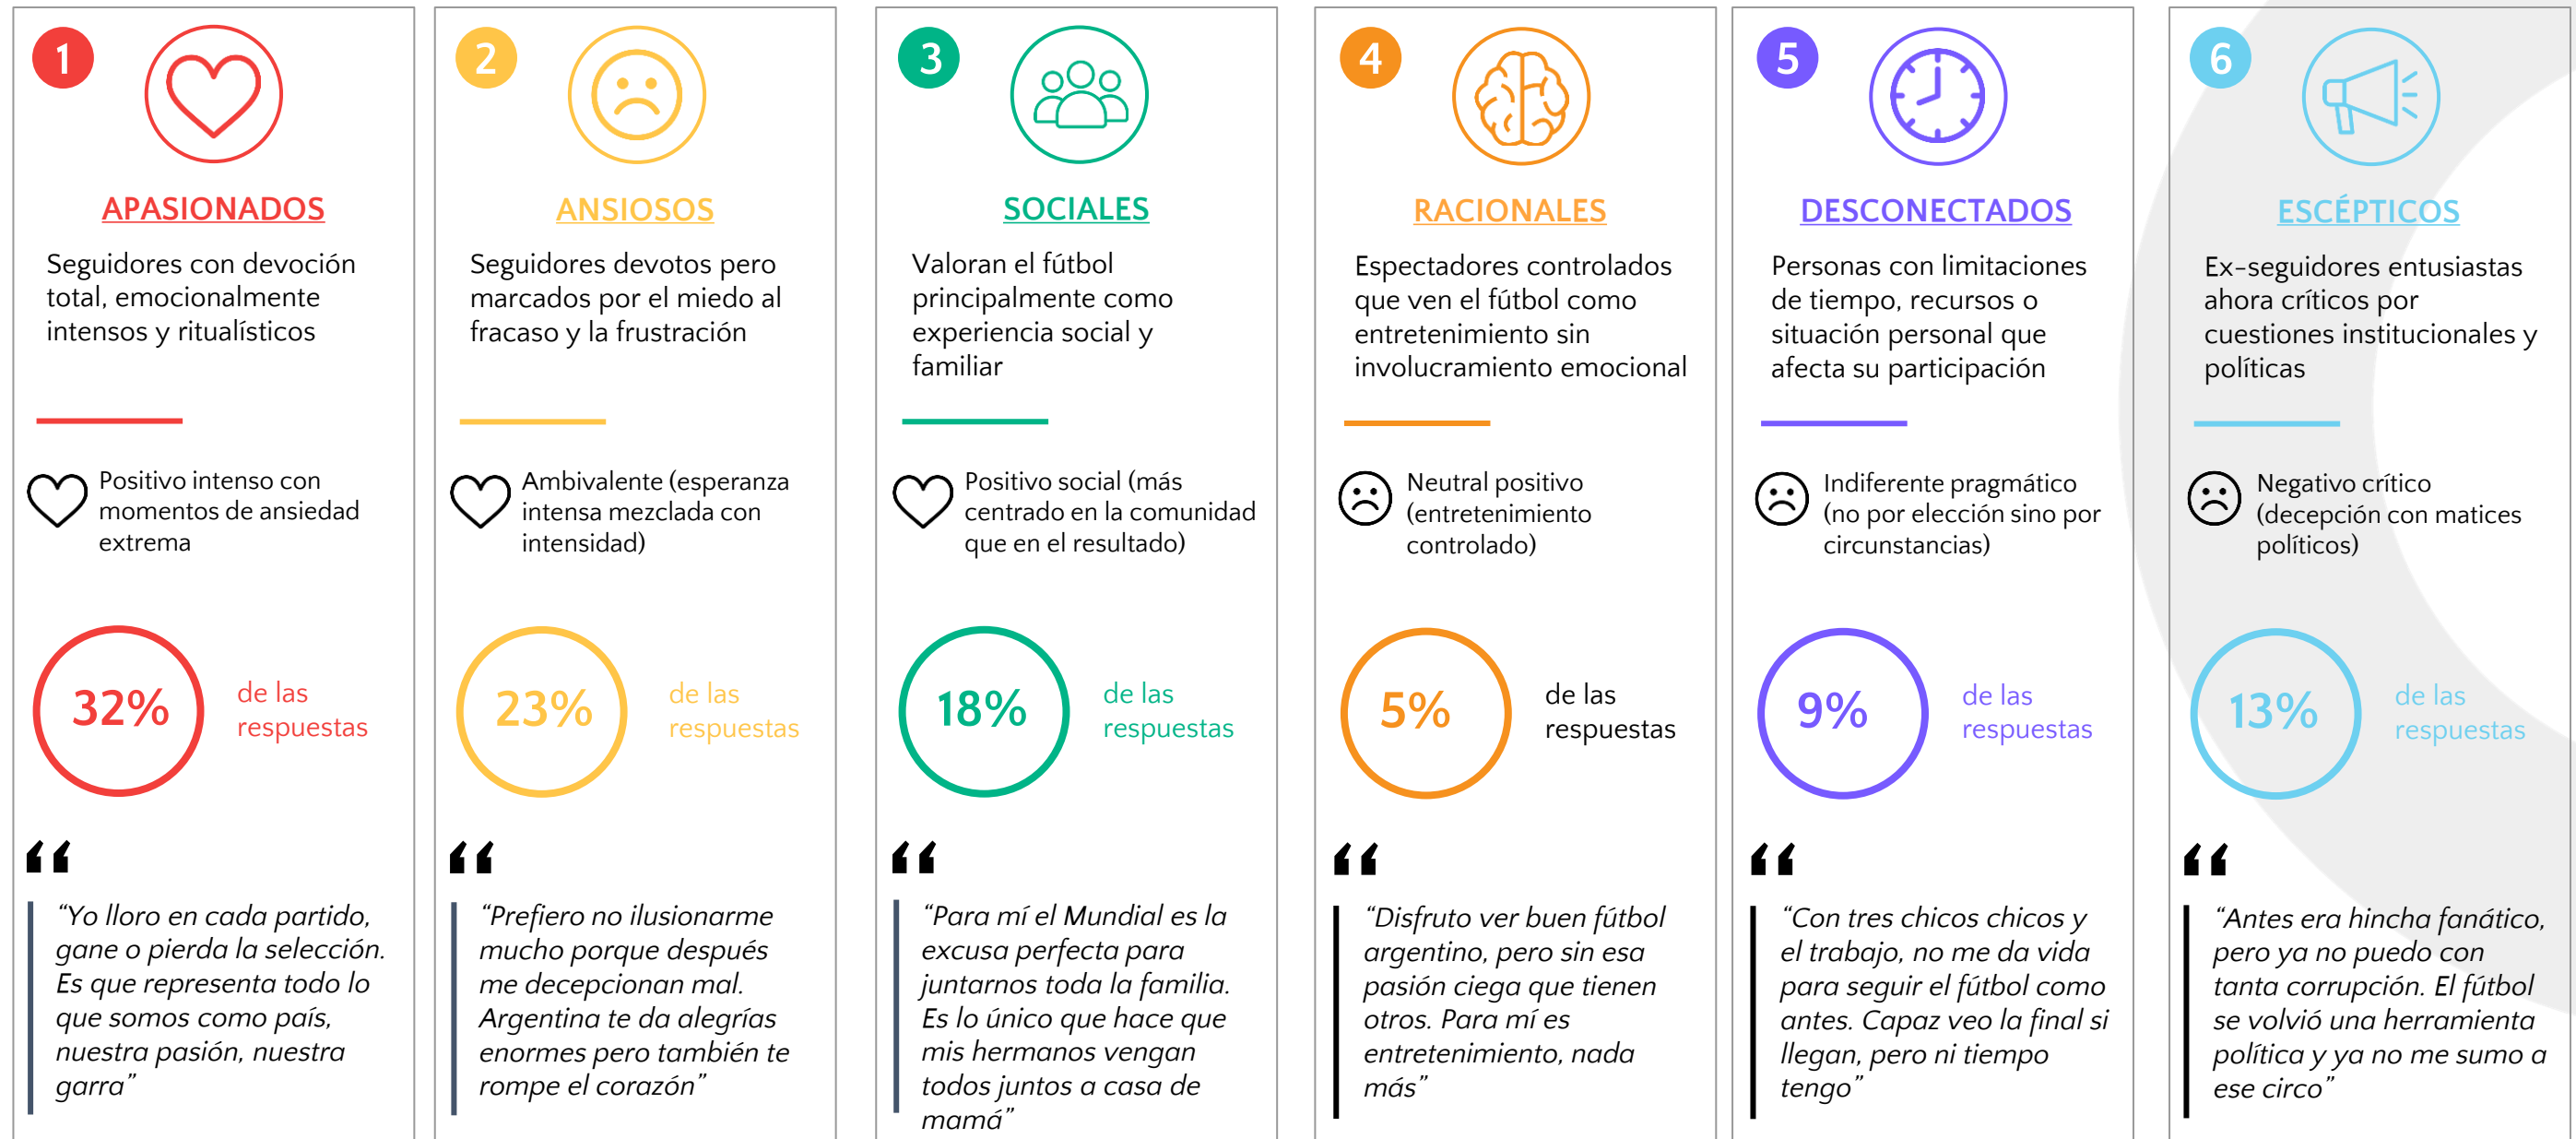 1
APASIONADOS
Seguidores con devoción
total, emocionalmente
intensos y ritualísticos
Positivo intenso con
momentos de ansiedad
extrema
32%
de las
respuestas
“Yo lloro en cada partido,
gane o pierda la selección.
Es que representa todo lo
que somos como país,
nuestra pasión, nuestra
garra”
2
ANSIOSOS
Seguidores devotos pero
marcados por el miedo al
fracaso y la frustración
Ambivalente (esperanza
intensa mezclada con
intensidad)
23%
de las
respuestas
“Prefiero no ilusionarme
mucho porque después
me decepcionan mal.
Argentina te da alegrías
enormes pero también te
rompe el corazón”
3
SOCIALES
Valoran el fútbol
principalmente como
experiencia social y
familiar
Positivo social (más
centrado en la comunidad
que en el resultado)
18%
de las
respuestas
“Para mí el Mundial es la
excusa perfecta para
juntarnos toda la familia.
Es lo único que hace que
mis hermanos vengan
todos juntos a casa de
mamá”
4
RACIONALES
Espectadores controlados
que ven el fútbol como
entretenimiento sin
involucramiento emocional
Neutral positivo
(entretenimiento
controlado)
5%
de las
respuestas
“Disfruto ver buen fútbol
argentino, pero sin esa
pasión ciega que tienen
otros. Para mí es
entretenimiento, nada
más”
5
DESCONECTADOS
Personas con limitaciones
de tiempo, recursos o
situación personal que
afecta su participación
Indiferente pragmático
(no por elección sino por
circunstancias)
9%
de las
respuestas
“Con tres chicos chicos y
el trabajo, no me da vida
para seguir el fútbol como
antes. Capaz veo la final si
llegan, pero ni tiempo
tengo”
6
ESCÉPTICOS
Ex-seguidores entusiastas
ahora críticos por
cuestiones institucionales y
políticas
Negativo crítico
(decepción con matices
políticos)
13%
de las
respuestas
“Antes era hincha fanático,
pero ya no puedo con
tanta corrupción. El fútbol
se volvió una herramienta
política y ya no me sumo a
ese circo”